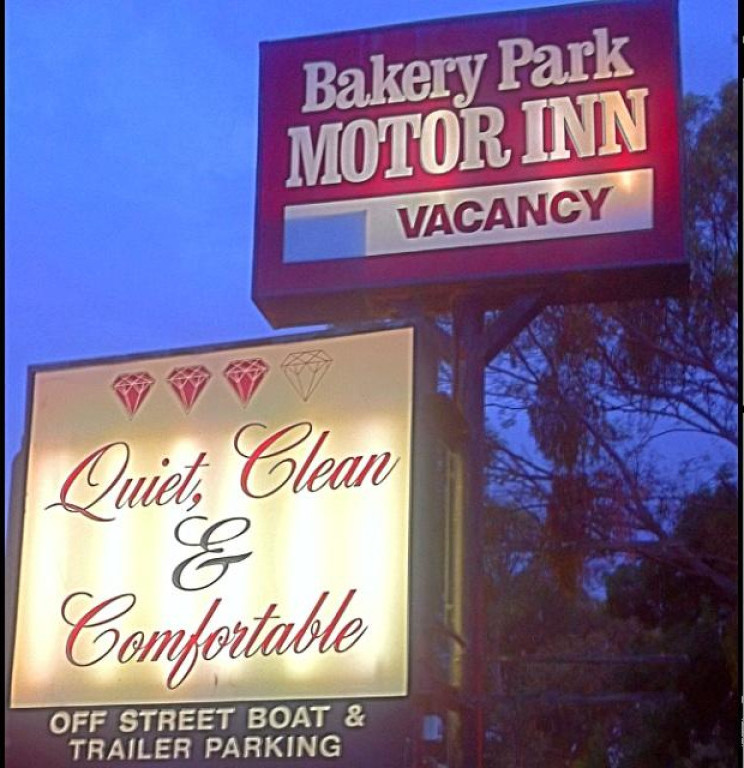 Bakery Park
MOTOR INN
VACANCY
Quiet, Clean
&
Comfortable
OFF STREET BOAT &
TRAILER PARKING